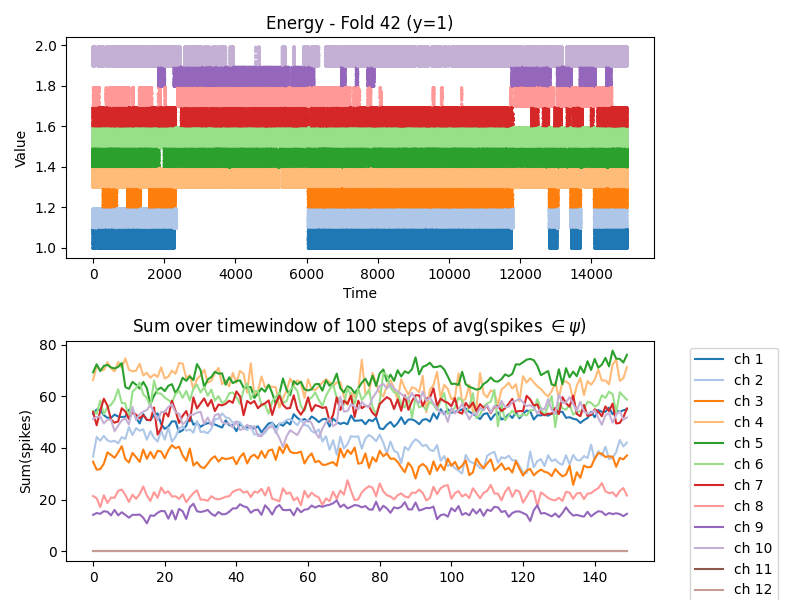 Energy - Fold 42 (y=1)
Value
2.0
1.8
1.6
1.4
1.2
1.0
0 2000 4000 6000 8000 10000 12000 14000
Time
Sum over timewindow of 100 steps of avg(spikes ∈ ψ)
Sum(spikes)
80
60
40
20
0
0 20 40 60 80 100 120 140
ch 1
ch 2
ch 3
ch 4
ch 5
ch 6
ch 7
ch 8
ch 9
ch 10
ch 11
ch 12